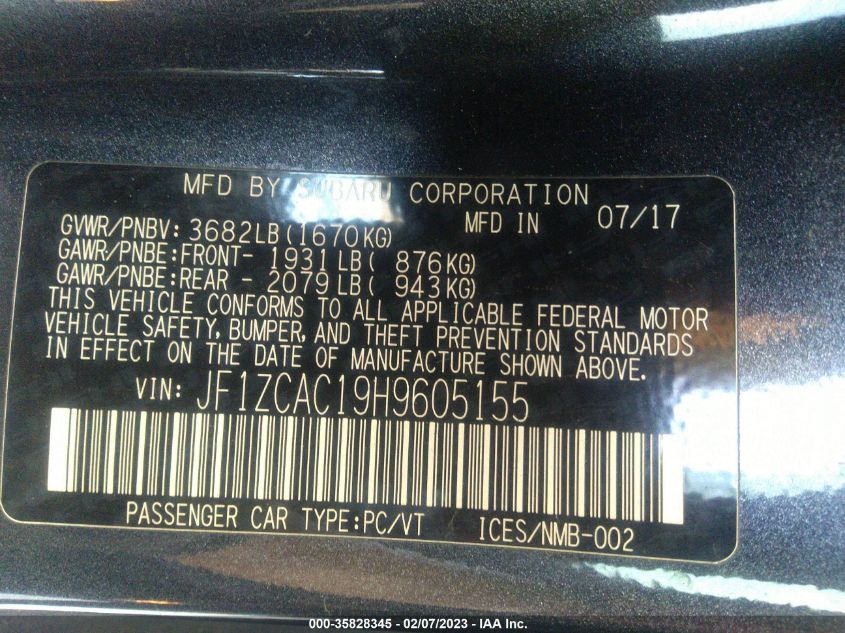 MFD BY SUBARU CORPORATION
GVWR/PNBV: 3682LB(1670KG) MFD IN 07/17
GAWR/PNBE:FRONT- 1931LB( 876KG)
GAWR/PNBE:REAR - 2079LB( 943KG)
THIS VEHICLE CONFORMS TO ALL APPLICABLE FEDERAL MOTOR
VEHICLE SAFETY, BUMPER, AND THEFT PREVENTION STANDARDS
IN EFFECT ON THE DATE OF MANUFACTURE SHOWN ABOVE.
VIN: JF1ZCAC19H9605155
PASSENGER CAR TYPE:PC/VT ICES/NMB-002
000-35828345 - 02/07/2023 - IAA Inc.